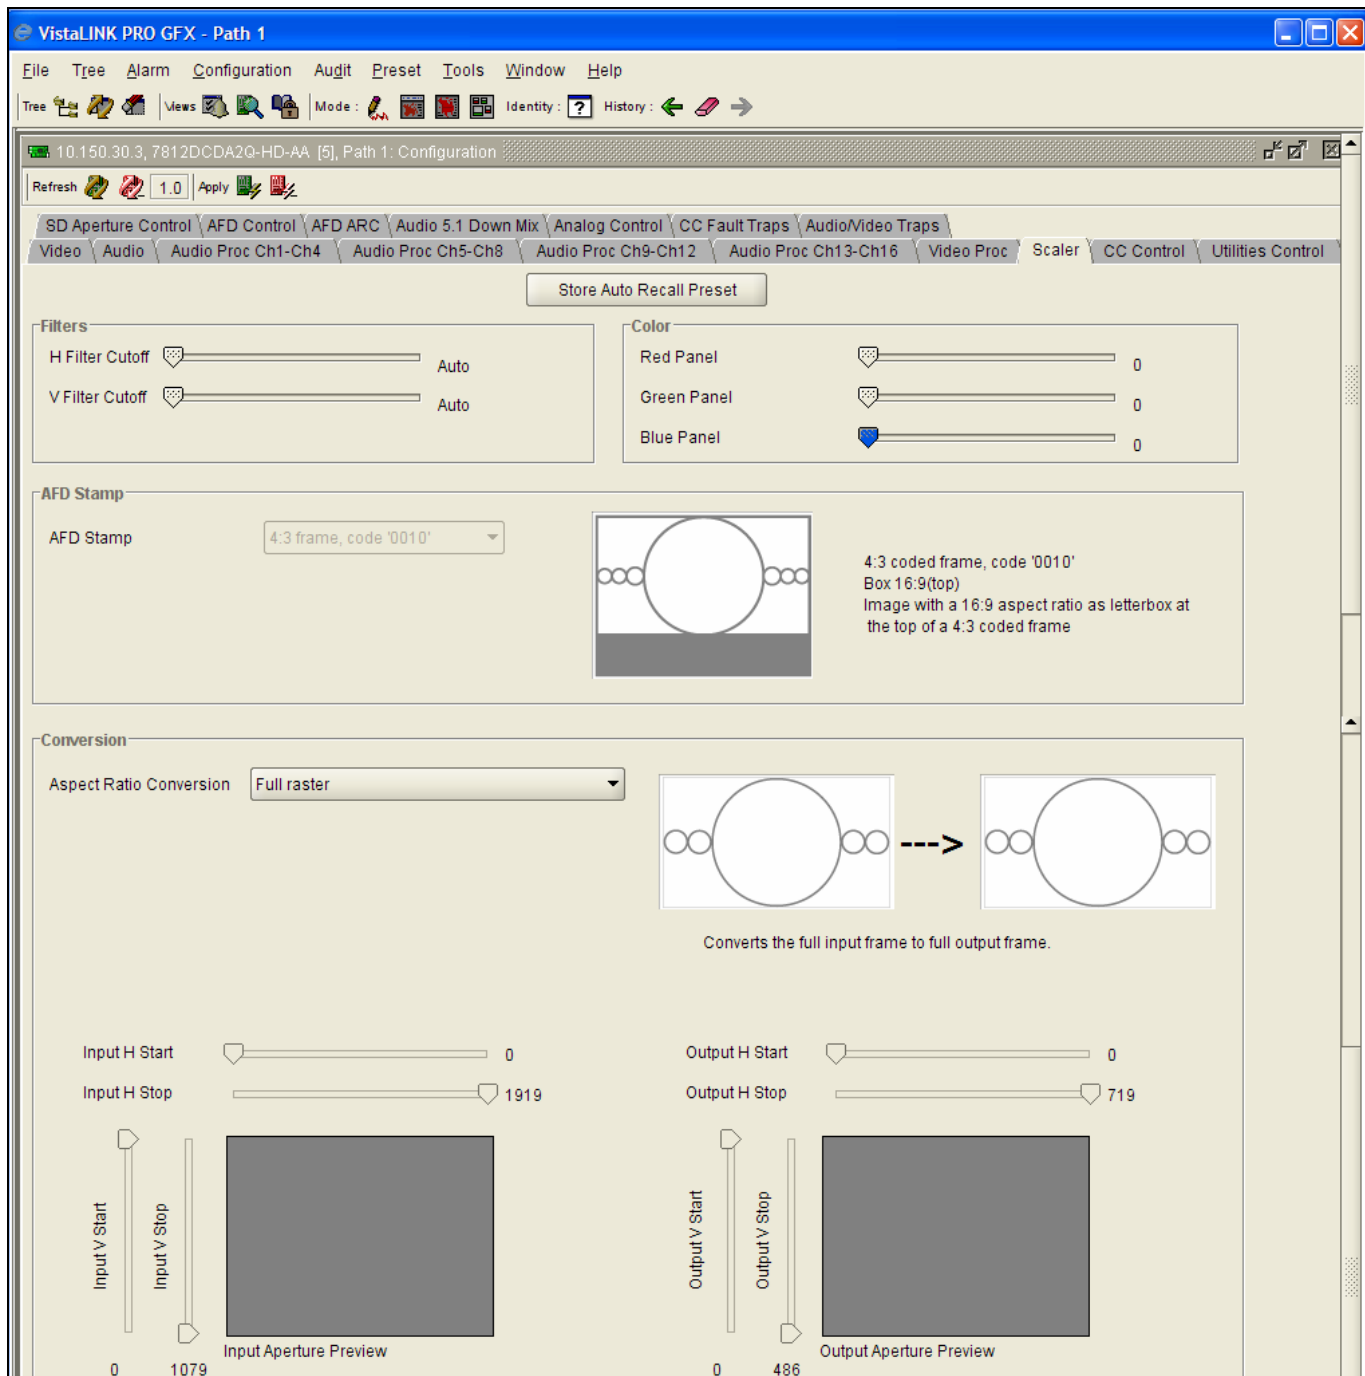 VistaLINK PRO GFX - Path 1
File Tree Alarm Configuration Audit Preset Tools Window Help
Tree Views Mode : Identity : ? History :
10.150.30.3, 7812DCDA2Q-HD-AA [5], Path 1: Configuration
Refresh 1.0 Apply
SD Aperture Control AFD Control AFD ARC Audio 5.1 Down Mix Analog Control CC Fault Traps Audio/Video Traps
Video Audio Audio Proc Ch1-Ch4 Audio Proc Ch5-Ch8 Audio Proc Ch9-Ch12 Audio Proc Ch13-Ch16 Video Proc Scaler CC Control Utilities Control
Store Auto Recall Preset
Filters
H Filter Cutoff Auto
V Filter Cutoff Auto
Color
Red Panel 0
Green Panel 0
Blue Panel 0
AFD Stamp
AFD Stamp 4:3 frame, code '0010'
4:3 coded frame, code '0010'
Box 16:9(top)
Image with a 16:9 aspect ratio as letterbox at
the top of a 4:3 coded frame
Conversion
Aspect Ratio Conversion Full raster
--->
Converts the full input frame to full output frame.
Input H Start 0
Input H Stop 1919
Input V Start
Input V Stop
Input Aperture Preview
0 1079
Output H Start 0
Output H Stop 719
Output V Start
Output V Stop
Output Aperture Preview
0 486